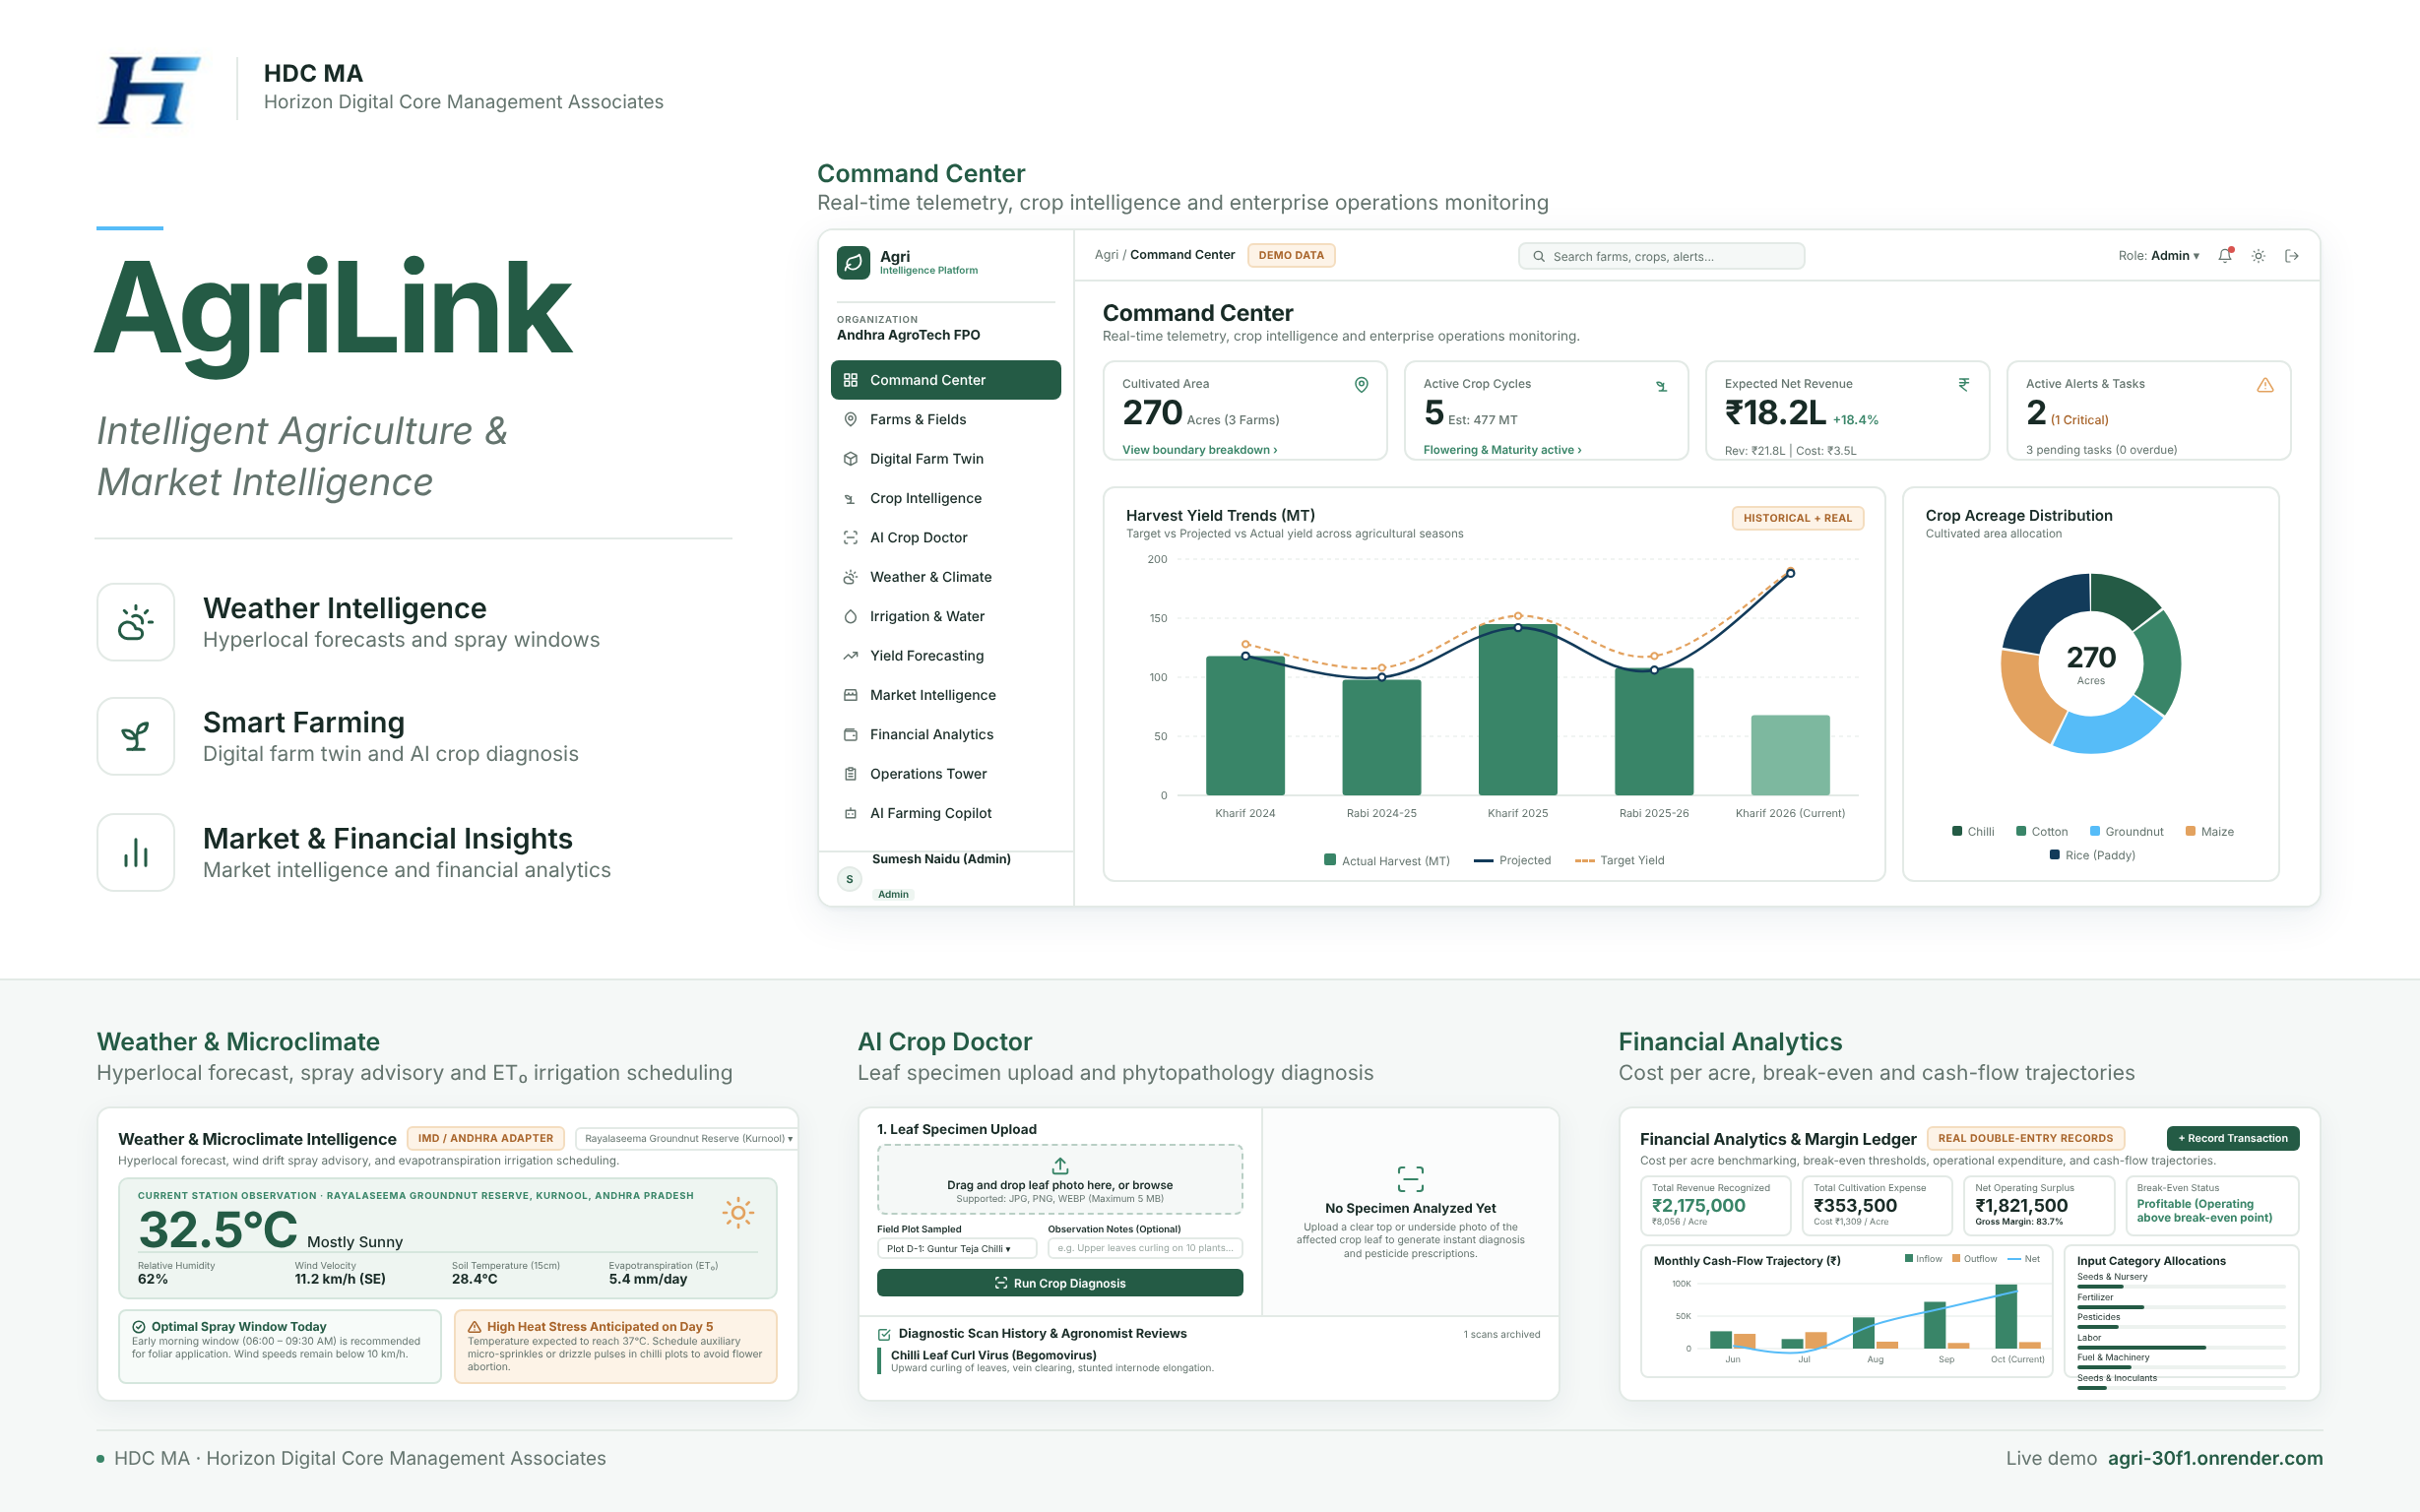 HDC MA
Horizon Digital Core Management Associates
AgriLink
Intelligent Agriculture &
Market Intelligence
Weather Intelligence
Hyperlocal forecasts and spray windows
Smart Farming
Digital farm twin and AI crop diagnosis
Market & Financial Insights
Market intelligence and financial analytics
Command Center
Real-time telemetry, crop intelligence and enterprise operations monitoring
Agri
Intelligence Platform
ORGANIZATION
Andhra AgroTech FPO
Command Center
Farms & Fields
Digital Farm Twin
Crop Intelligence
AI Crop Doctor
Weather & Climate
Irrigation & Water
Yield Forecasting
Market Intelligence
Financial Analytics
Operations Tower
AI Farming Copilot
S
Sumesh Naidu (Admin)
Admin
Agri / Command Center DEMO DATA
Search farms, crops, alerts...
Role: Admin ▾
Command Center
Real-time telemetry, crop intelligence and enterprise operations monitoring.
Cultivated Area
270 Acres (3 Farms)
View boundary breakdown ›
Active Crop Cycles
5 Est: 477 MT
Flowering & Maturity active ›
Expected Net Revenue
₹
₹18.2L +18.4%
Rev: ₹21.8L | Cost: ₹3.5L
Active Alerts & Tasks
2 (1 Critical)
3 pending tasks (0 overdue)
Harvest Yield Trends (MT)
HISTORICAL + REAL
Target vs Projected vs Actual yield across agricultural seasons
200
150
100
50
0
Kharif 2024
Rabi 2024-25
Kharif 2025
Rabi 2025-26
Kharif 2026 (Current)
Actual Harvest (MT)
Projected
Target Yield
Crop Acreage Distribution
Cultivated area allocation
270
Acres
Chilli
Cotton
Groundnut
Maize
Rice (Paddy)
Weather & Microclimate
Hyperlocal forecast, spray advisory and ET₀ irrigation scheduling
Weather & Microclimate Intelligence
IMD / ANDHRA ADAPTER
Rayalaseema Groundnut Reserve (Kurnool) ▾
Hyperlocal forecast, wind drift spray advisory, and evapotranspiration irrigation scheduling.
CURRENT STATION OBSERVATION · RAYALASEEMA GROUNDNUT RESERVE, KURNOOL, ANDHRA PRADESH
32.5°C Mostly Sunny
Relative Humidity
62%
Wind Velocity
11.2 km/h (SE)
Soil Temperature (15cm)
28.4°C
Evapotranspiration (ET₀)
5.4 mm/day
Optimal Spray Window Today
Early morning window (06:00 – 09:30 AM) is recommended
for foliar application. Wind speeds remain below 10 km/h.
High Heat Stress Anticipated on Day 5
Temperature expected to reach 37°C. Schedule auxiliary
micro-sprinkles or drizzle pulses in chilli plots to avoid flower
abortion.
AI Crop Doctor
Leaf specimen upload and phytopathology diagnosis
1. Leaf Specimen Upload
Drag and drop leaf photo here, or browse
Supported: JPG, PNG, WEBP (Maximum 5 MB)
Field Plot Sampled
Plot D-1: Guntur Teja Chilli ▾
Observation Notes (Optional)
e.g. Upper leaves curling on 10 plants...
Run Crop Diagnosis
No Specimen Analyzed Yet
Upload a clear top or underside photo of the
affected crop leaf to generate instant diagnosis
and pesticide prescriptions.
Diagnostic Scan History & Agronomist Reviews
1 scans archived
Chilli Leaf Curl Virus (Begomovirus)
Upward curling of leaves, vein clearing, stunted internode elongation.
Financial Analytics
Cost per acre, break-even and cash-flow trajectories
Financial Analytics & Margin Ledger
REAL DOUBLE-ENTRY RECORDS
+ Record Transaction
Cost per acre benchmarking, break-even thresholds, operational expenditure, and cash-flow trajectories.
Total Revenue Recognized
₹2,175,000
₹8,056 / Acre
Total Cultivation Expense
₹353,500
Cost ₹1,309 / Acre
Net Operating Surplus
₹1,821,500
Gross Margin: 83.7%
Break-Even Status
Profitable (Operating
above break-even point)
Monthly Cash-Flow Trajectory (₹)
Inflow
Outflow
Net
100K
50K
0
Jun
Jul
Aug
Sep
Oct (Current)
Input Category Allocations
Seeds & Nursery
Fertilizer
Pesticides
Labor
Fuel & Machinery
Seeds & Inoculants
HDC MA · Horizon Digital Core Management Associates
Live demo agri-30f1.onrender.com